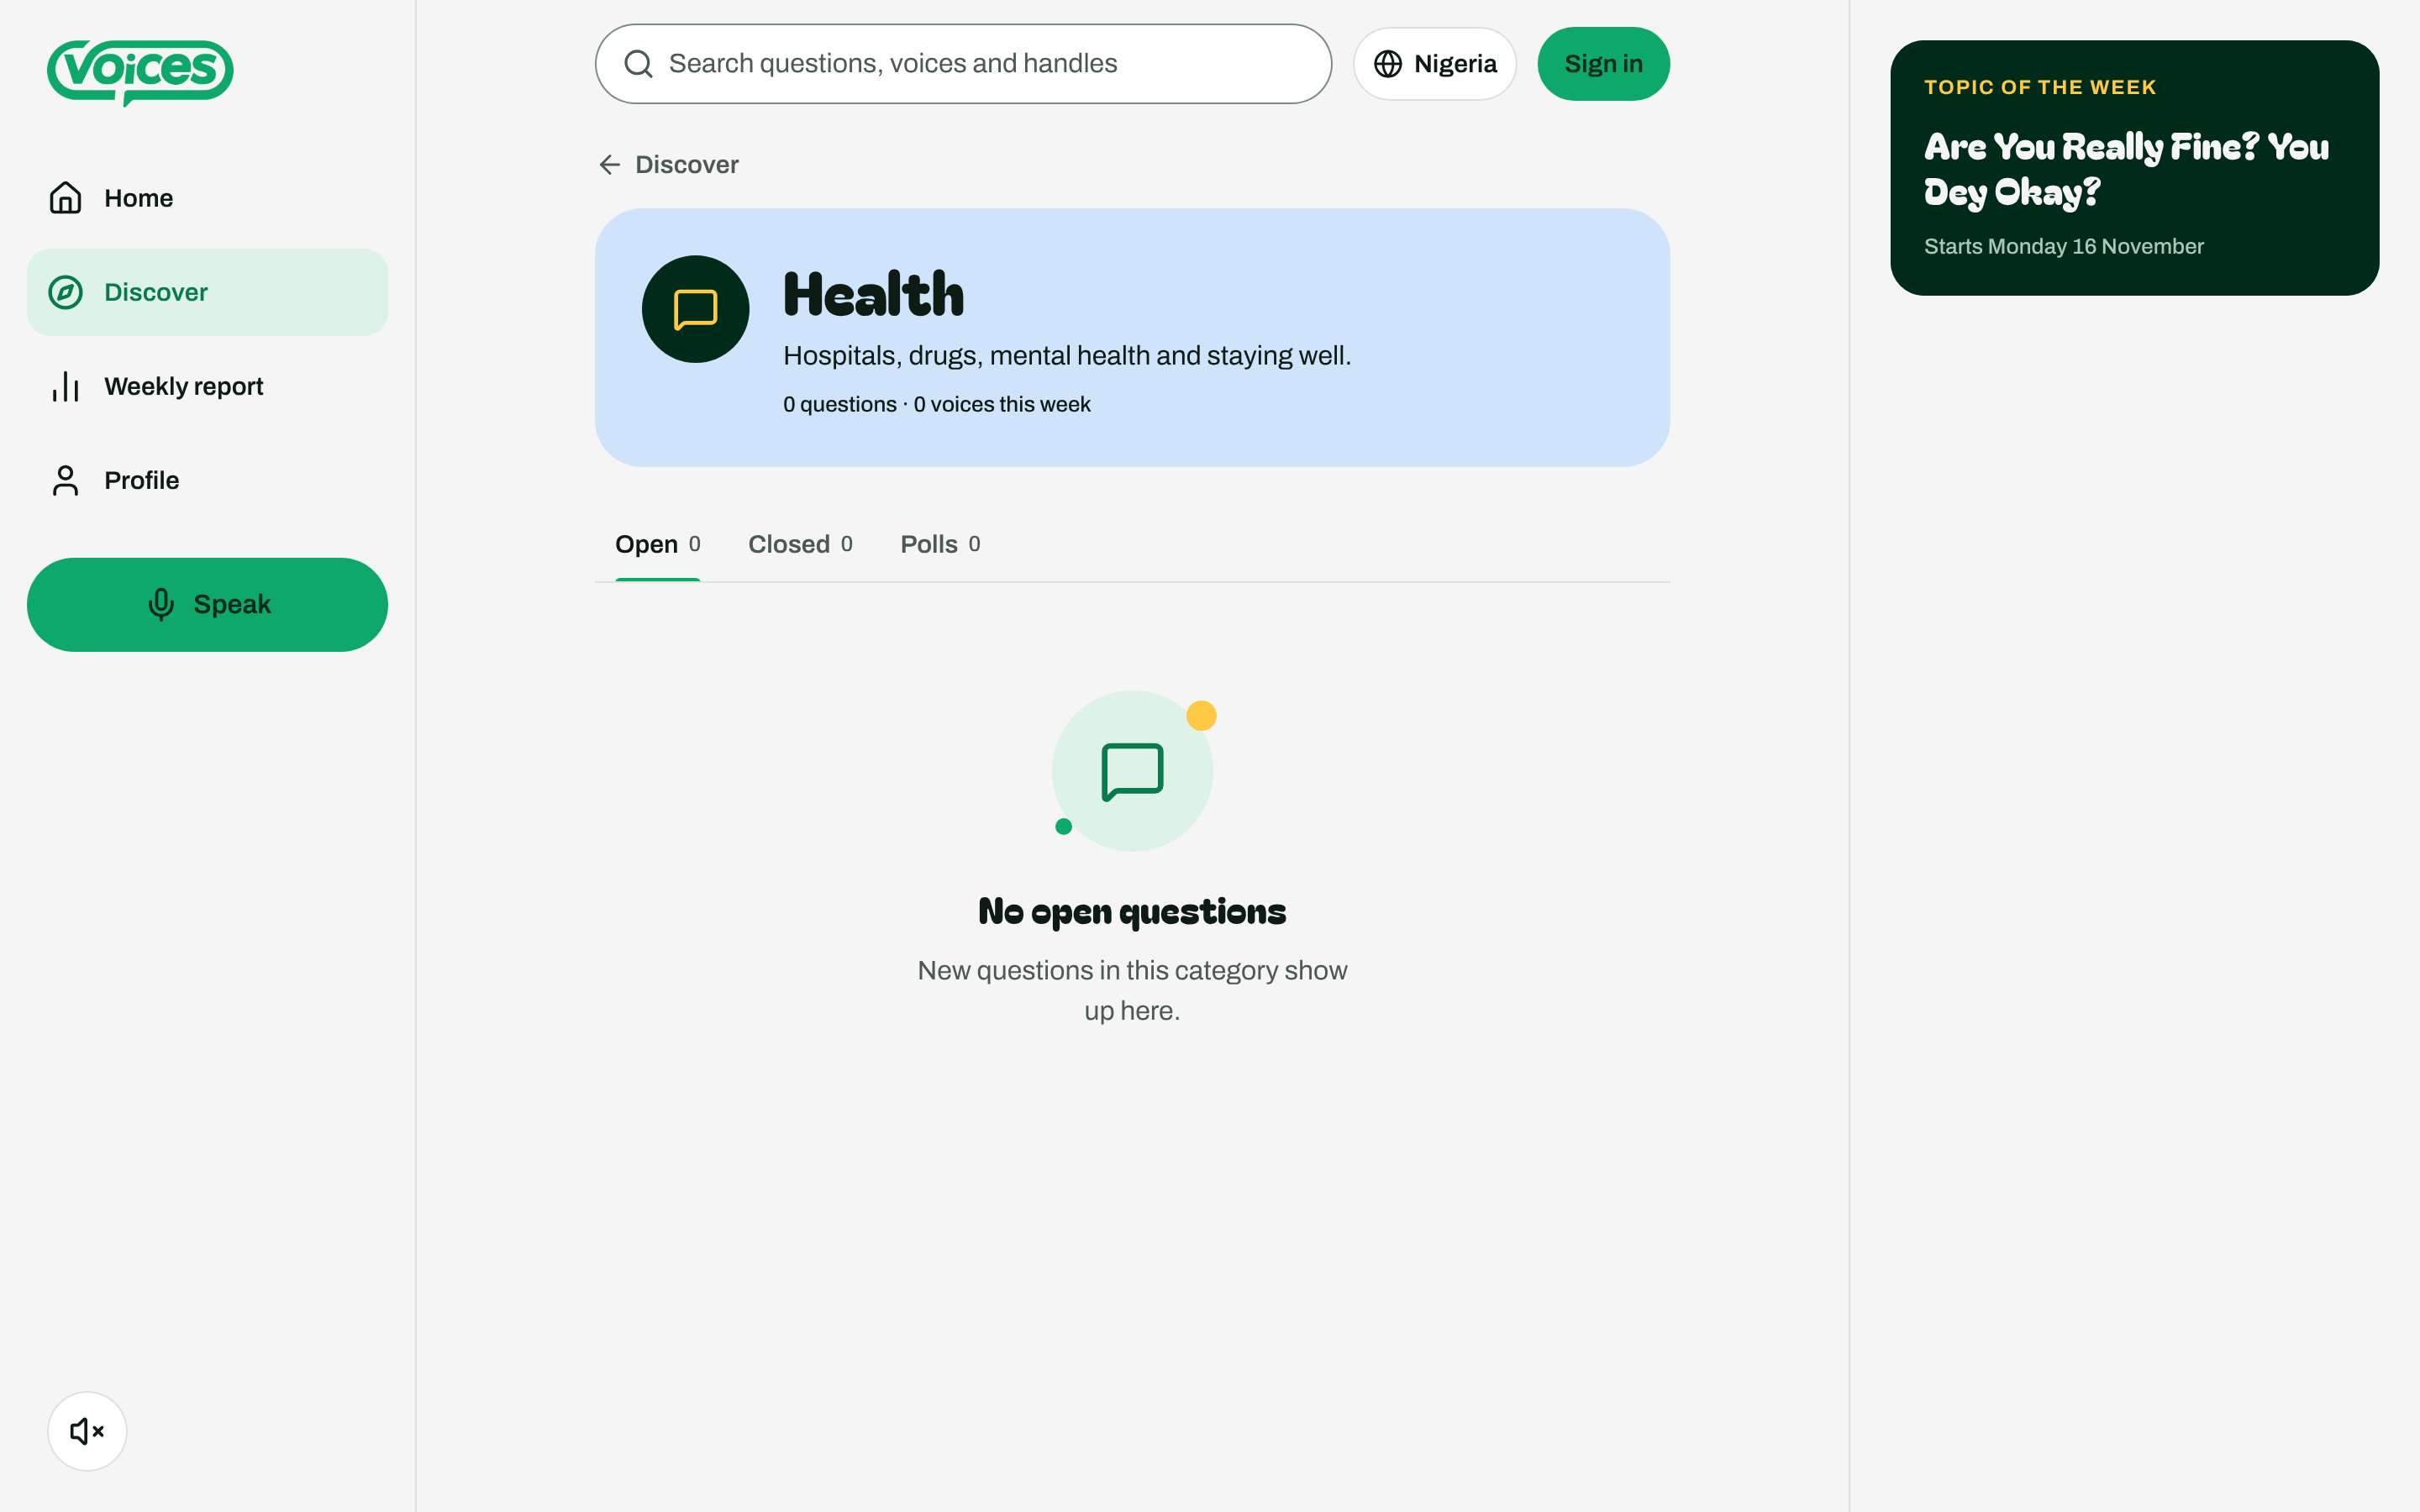 Voices
Home
Discover
Weekly report
Profile
Speak
Search questions, voices and handles
Nigeria
Sign in
Discover
Health
Hospitals, drugs, mental health and staying well.
0 questions · 0 voices this week
Open 0
Closed 0
Polls 0
No open questions
New questions in this category show
up here.
TOPIC OF THE WEEK
Are You Really Fine? You
Dey Okay?
Starts Monday 16 November